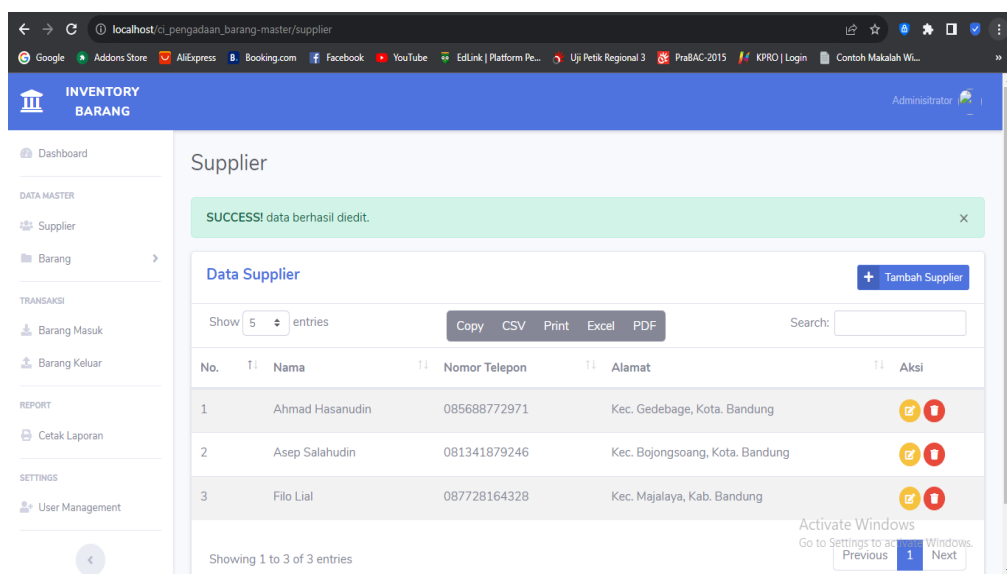 localhost/ci_pengadaan_barang-master/supplier
Google Addons Store AliExpress Booking.com Facebook YouTube EdLink | Platform Pe... Uji Petik Regional 3 PraBAC-2015 KPRO | Login Contoh Makalah Wi... »
INVENTORY
BARANG
Adminisitrator
Dashboard
DATA MASTER
Supplier
Barang
TRANSAKSI
Barang Masuk
Barang Keluar
REPORT
Cetak Laporan
SETTINGS
User Management
Supplier
SUCCESS! data berhasil diedit. ×
Data Supplier
+ Tambah Supplier
Show 5 entries Copy CSV Print Excel PDF Search:
No. Nama Nomor Telepon Alamat Aksi
1 Ahmad Hasanudin 085688772971 Kec. Gedebage, Kota. Bandung
2 Asep Salahudin 081341879246 Kec. Bojongsoang, Kota. Bandung
3 Filo Lial 087728164328 Kec. Majalaya, Kab. Bandung
Showing 1 to 3 of 3 entries
Previous 1 Next
Activate Windows
Go to Settings to activate Windows.